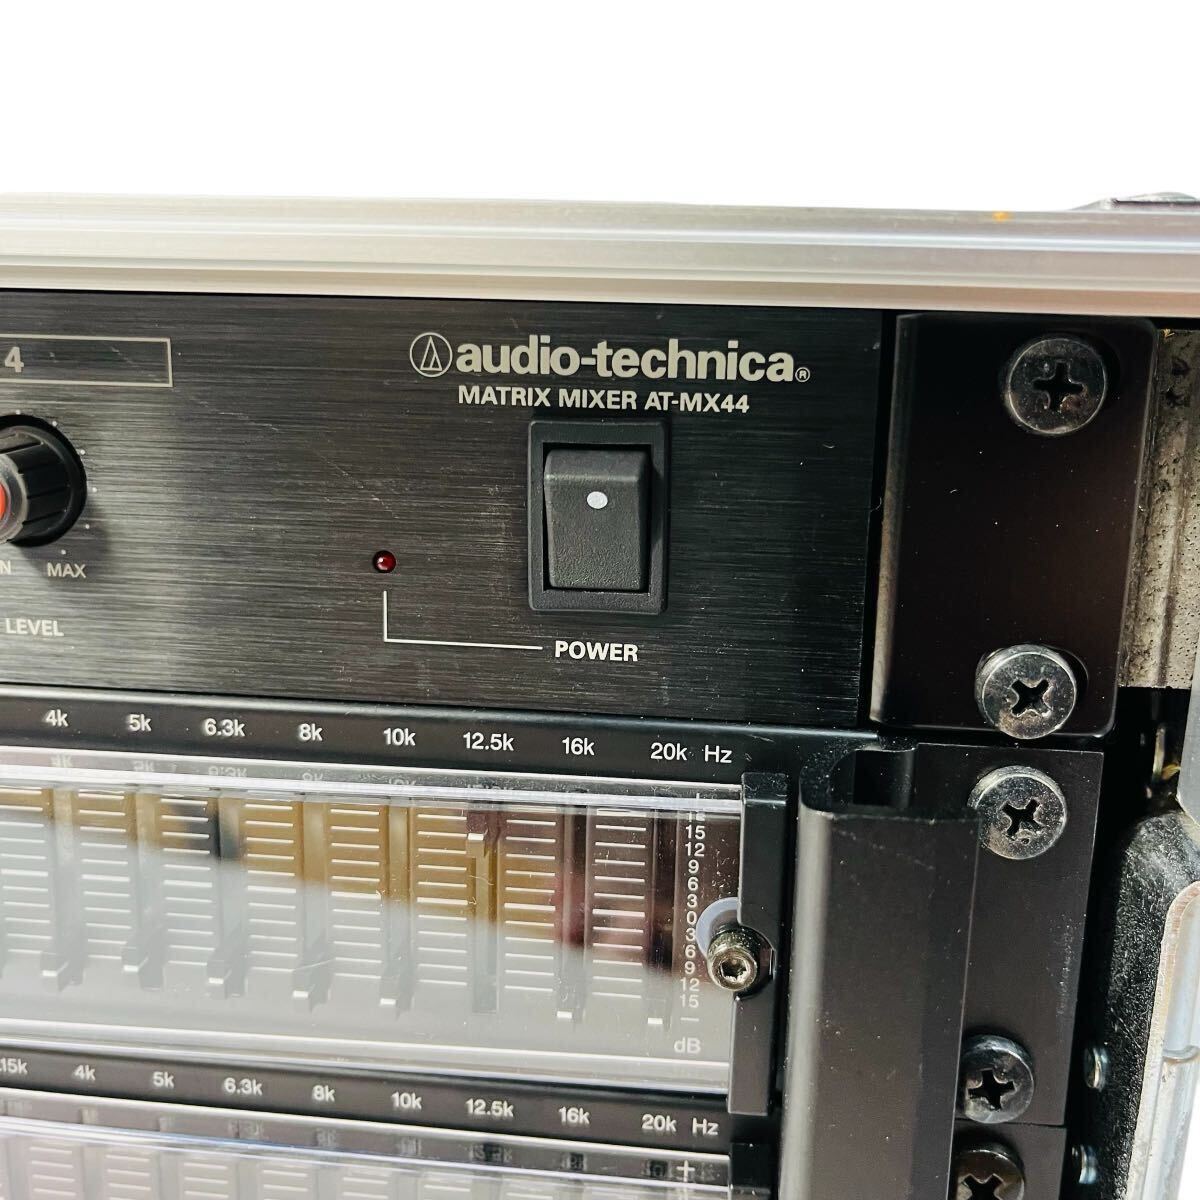 4
audio-technica®
MATRIX MIXER AT-MX44
MAX
LEVEL
POWER
4k 5k 6.3k 8k 10k 12.5k 16k 20k Hz
15
12
9
6
3
0
3
6
9
12
15
dB
4k 5k 6.3k 8k 10k 12.5k 16k 20k Hz